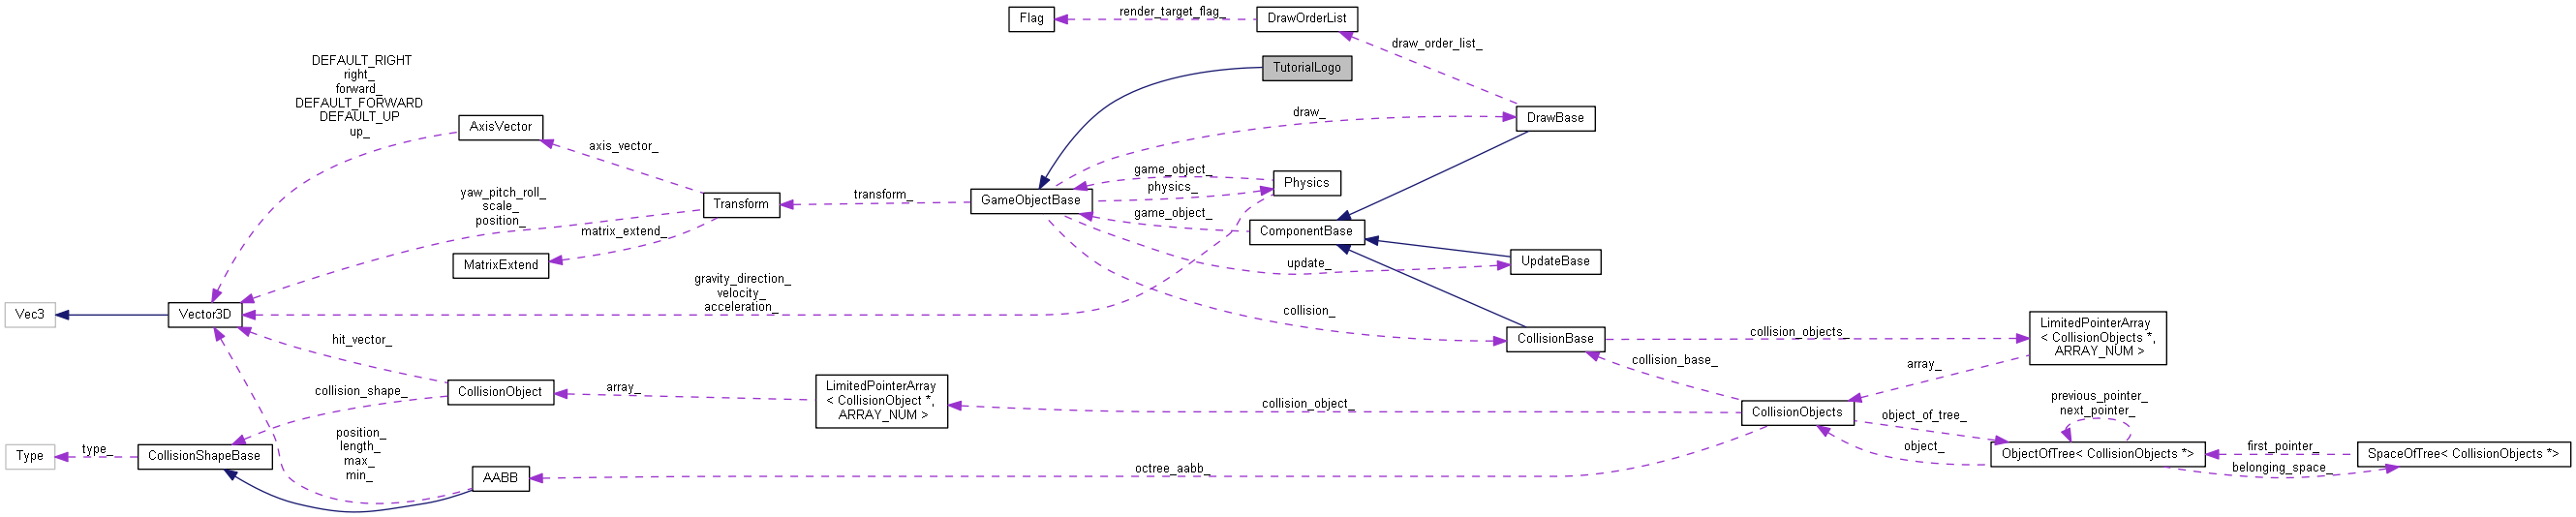 Flag
render_target_flag_
DrawOrderList
draw_order_list_
TutorialLogo
DEFAULT_RIGHT
right_
forward_
DEFAULT_FORWARD
DEFAULT_UP
up_
AxisVector
axis_vector_
draw_
DrawBase
yaw_pitch_roll_
scale_
position_
Transform
transform_
GameObjectBase
game_object_
physics_
game_object_
Physics
matrix_extend_
MatrixExtend
ComponentBase
update_
UpdateBase
gravity_direction_
velocity_
acceleration_
Vec3
Vector3D
collision_
CollisionBase
collision_objects_
LimitedPointerArray
< CollisionObjects *,
ARRAY_NUM >
hit_vector_
collision_shape_
CollisionObject
array_
LimitedPointerArray
< CollisionObject *,
ARRAY_NUM >
collision_object_
collision_base_
array_
CollisionObjects
object_of_tree_
object_
previous_pointer_
next_pointer_
ObjectOfTree< CollisionObjects *>
first_pointer_
belonging_space_
SpaceOfTree< CollisionObjects *>
Type
type_
CollisionShapeBase
position_
length_
max_
min_
AABB
octree_aabb_